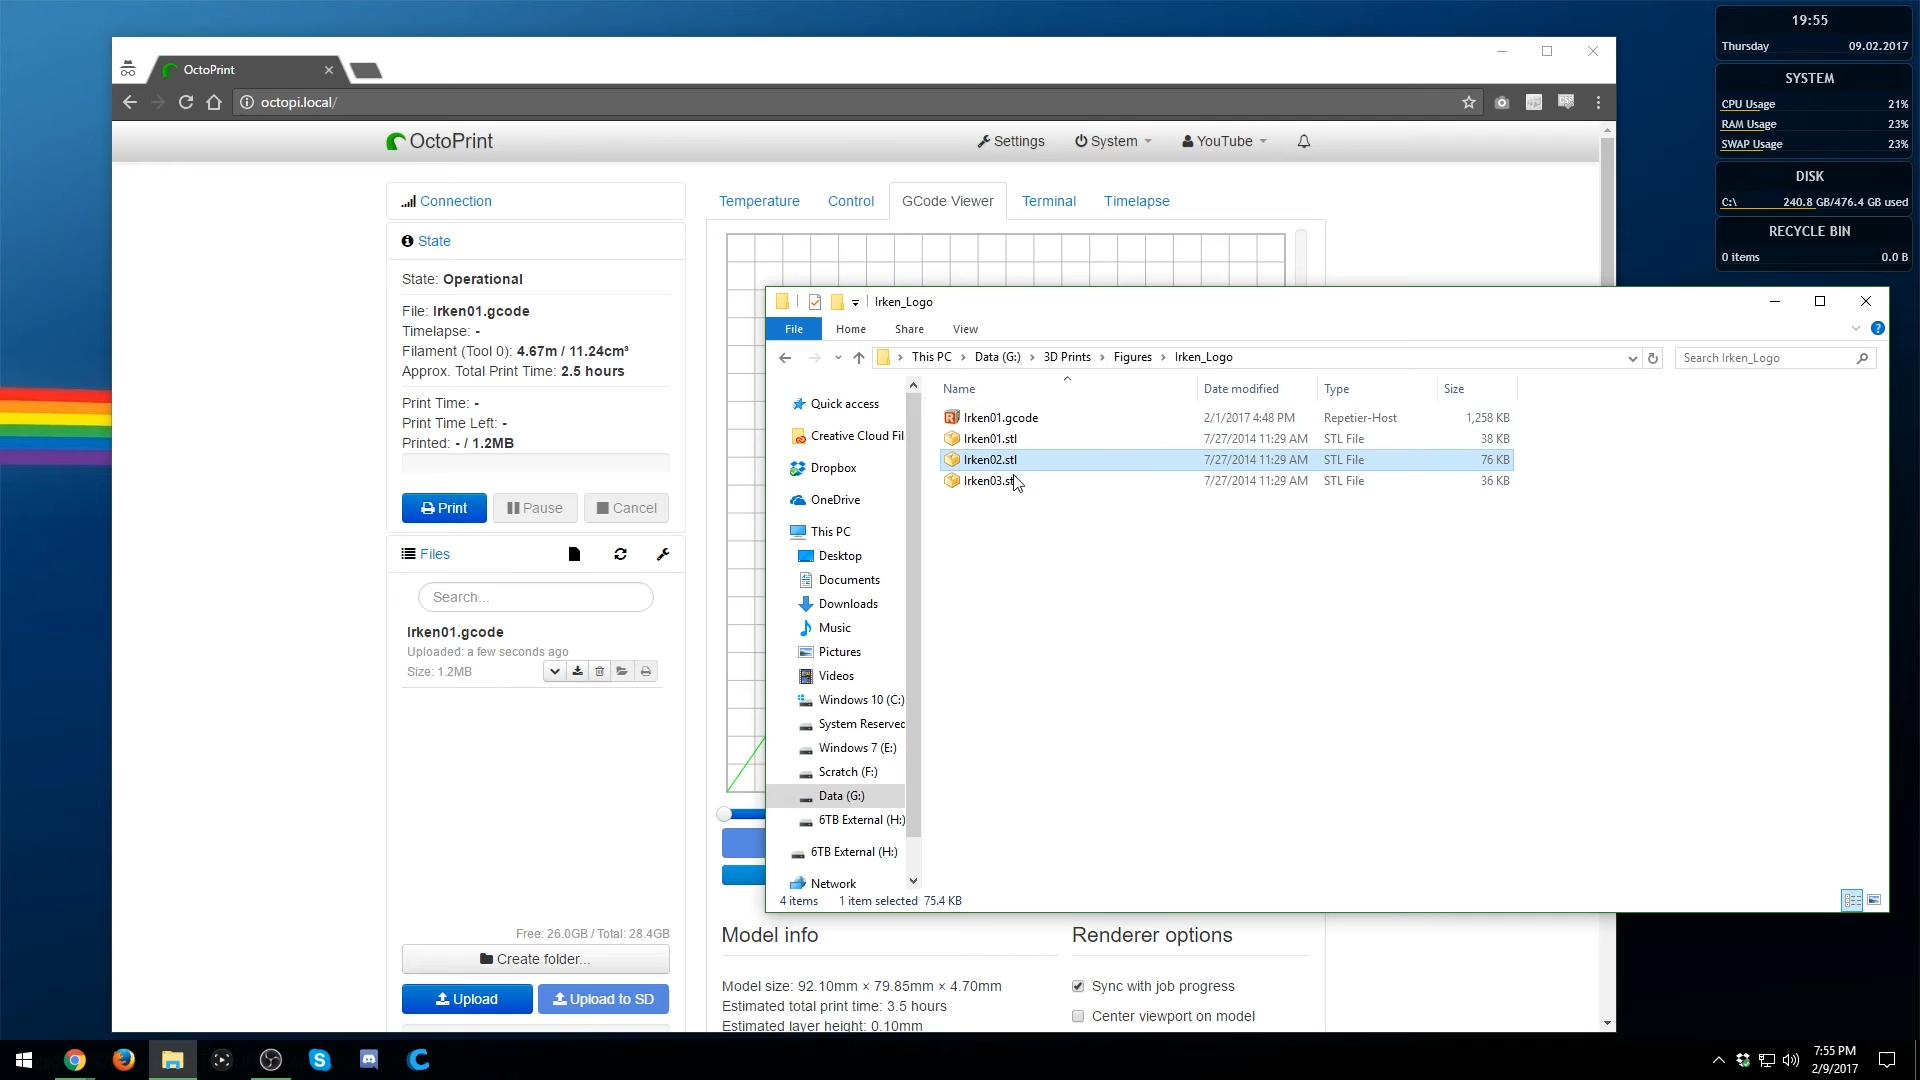 19:55
Thursday 09.02.2017
SYSTEM
CPU Usage 21%
RAM Usage 23%
SWAP Usage 23%
DISK
C:\ 240.8 GB/476.4 GB used
RECYCLE BIN
0 items 0.0 B
OctoPrint
octopi.local/
OctoPrint
Settings System YouTube
Connection
State
State: Operational
File: Irken01.gcode
Timelapse: -
Filament (Tool 0): 4.67m / 11.24cm³
Approx. Total Print Time: 2.5 hours
Print Time: -
Print Time Left: -
Printed: - / 1.2MB
Print Pause Cancel
Files
Search...
Irken01.gcode
Uploaded: a few seconds ago
Size: 1.2MB
Free: 26.0GB / Total: 28.4GB
Create folder...
Upload Upload to SD
Temperature Control GCode Viewer Terminal Timelapse
Irken_Logo
File Home Share View
This PC Data (G:) 3D Prints Figures Irken_Logo
Search Irken_Logo
Quick access
Creative Cloud Fil
Dropbox
OneDrive
This PC
Desktop
Documents
Downloads
Music
Pictures
Videos
Windows 10 (C:)
System Reserved
Windows 7 (E:)
Scratch (F:)
Data (G:)
6TB External (H:)
6TB External (H:)
Network
Name Date modified Type Size
Irken01.gcode 2/1/2017 4:48 PM Repetier-Host 1,258 KB
Irken01.stl 7/27/2014 11:29 AM STL File 38 KB
Irken02.stl 7/27/2014 11:29 AM STL File 76 KB
Irken03.stl 7/27/2014 11:29 AM STL File 36 KB
4 items 1 item selected 75.4 KB
Model info
Model size: 92.10mm × 79.85mm × 4.70mm
Estimated total print time: 3.5 hours
Estimated layer height: 0.10mm
Renderer options
Sync with job progress
Center viewport on model
7:55 PM
2/9/2017